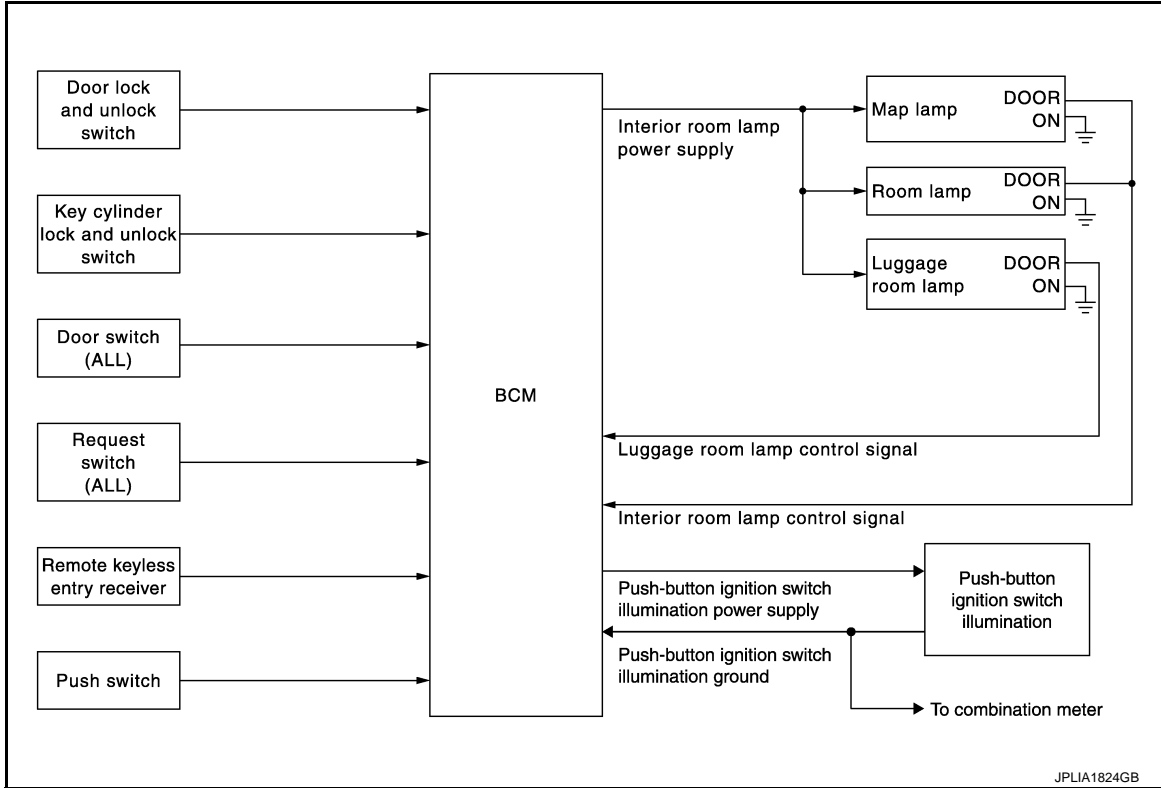 Door lock
and unlock
switch
Key cylinder
lock and unlock
switch
Door switch
(ALL)
Request
switch
(ALL)
Remote keyless
entry receiver
Push switch
BCM
Interior room lamp
power supply
Map lamp
DOOR
ON
Room lamp
DOOR
ON
Luggage
room lamp
DOOR
ON
Luggage room lamp control signal
Interior room lamp control signal
Push-button ignition switch
illumination power supply
Push-button ignition switch
illumination ground
Push-button
ignition switch
illumination
To combination meter
JPLIA1824GB